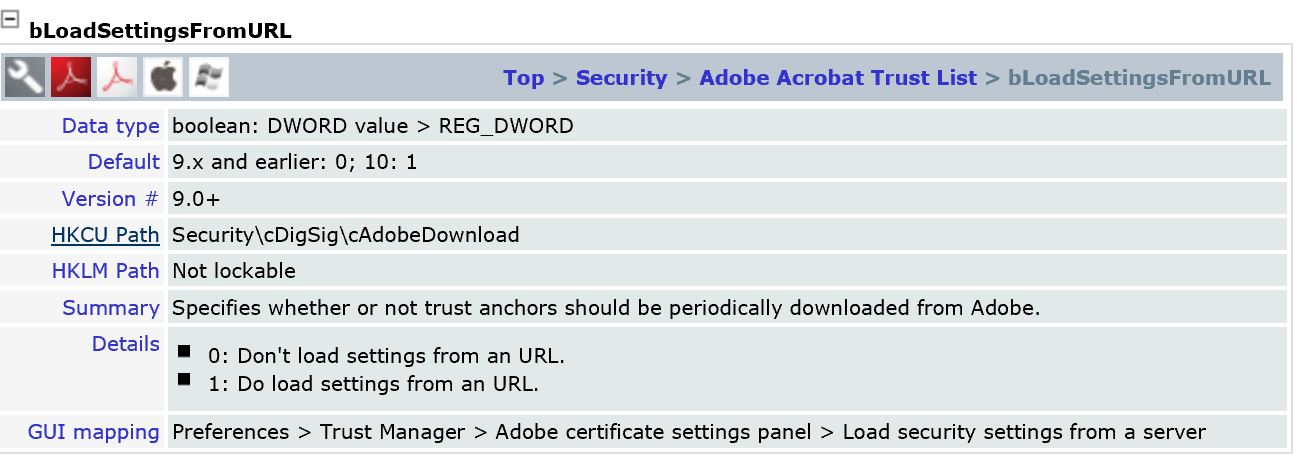 bLoadSettingsFromURL
Top > Security > Adobe Acrobat Trust List > bLoadSettingsFromURL
Data type boolean: DWORD value > REG_DWORD
Default 9.x and earlier: 0; 10: 1
Version # 9.0+
HKCU Path Security\cDigSig\cAdobeDownload
HKLM Path Not lockable
Summary Specifies whether or not trust anchors should be periodically downloaded from Adobe.
Details
0: Don't load settings from an URL.
1: Do load settings from an URL.
GUI mapping Preferences > Trust Manager > Adobe certificate settings panel > Load security settings from a server